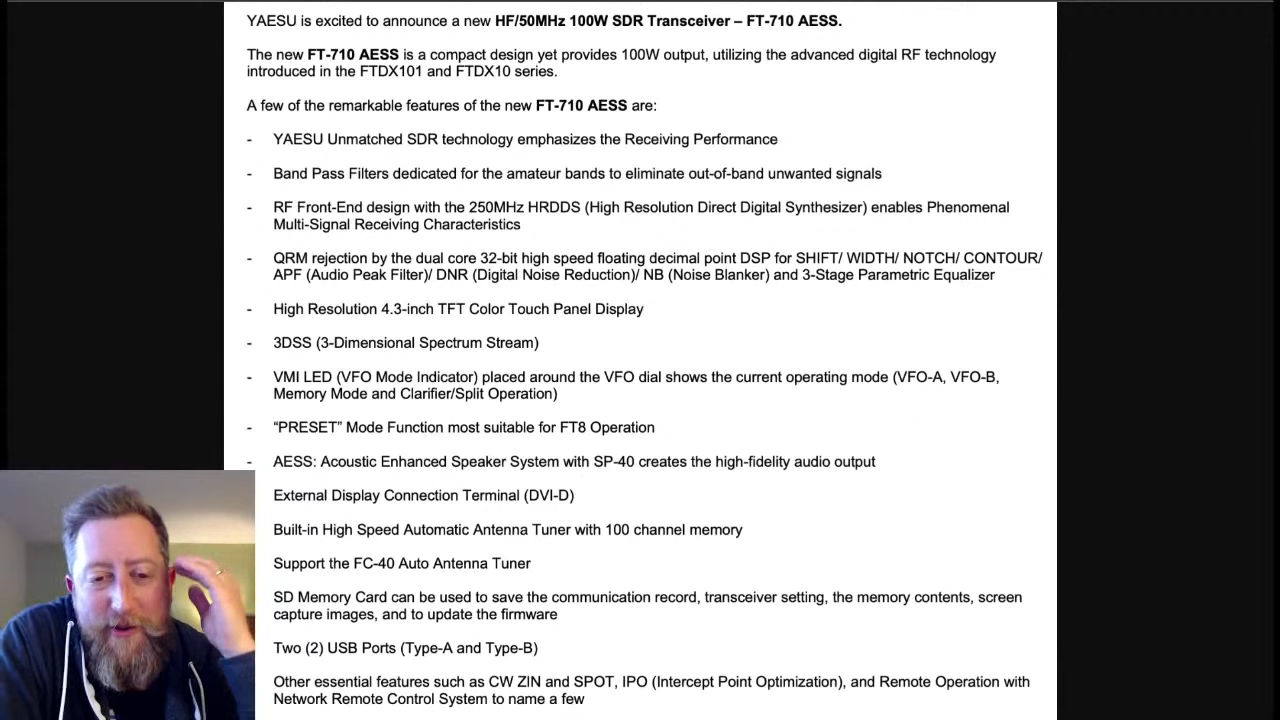 YAESU is excited to announce a new HF/50MHz 100W SDR Transceiver – FT-710 AESS.
The new FT-710 AESS is a compact design yet provides 100W output, utilizing the advanced digital RF technology
introduced in the FTDX101 and FTDX10 series.
A few of the remarkable features of the new FT-710 AESS are:
- YAESU Unmatched SDR technology emphasizes the Receiving Performance
- Band Pass Filters dedicated for the amateur bands to eliminate out-of-band unwanted signals
- RF Front-End design with the 250MHz HRDDS (High Resolution Direct Digital Synthesizer) enables Phenomenal
Multi-Signal Receiving Characteristics
- QRM rejection by the dual core 32-bit high speed floating decimal point DSP for SHIFT/ WIDTH/ NOTCH/ CONTOUR/
APF (Audio Peak Filter)/ DNR (Digital Noise Reduction)/ NB (Noise Blanker) and 3-Stage Parametric Equalizer
- High Resolution 4.3-inch TFT Color Touch Panel Display
- 3DSS (3-Dimensional Spectrum Stream)
- VMI LED (VFO Mode Indicator) placed around the VFO dial shows the current operating mode (VFO-A, VFO-B,
Memory Mode and Clarifier/Split Operation)
- “PRESET” Mode Function most suitable for FT8 Operation
- AESS: Acoustic Enhanced Speaker System with SP-40 creates the high-fidelity audio output
External Display Connection Terminal (DVI-D)
Built-in High Speed Automatic Antenna Tuner with 100 channel memory
Support the FC-40 Auto Antenna Tuner
SD Memory Card can be used to save the communication record, transceiver setting, the memory contents, screen
capture images, and to update the firmware
Two (2) USB Ports (Type-A and Type-B)
Other essential features such as CW ZIN and SPOT, IPO (Intercept Point Optimization), and Remote Operation with
Network Remote Control System to name a few